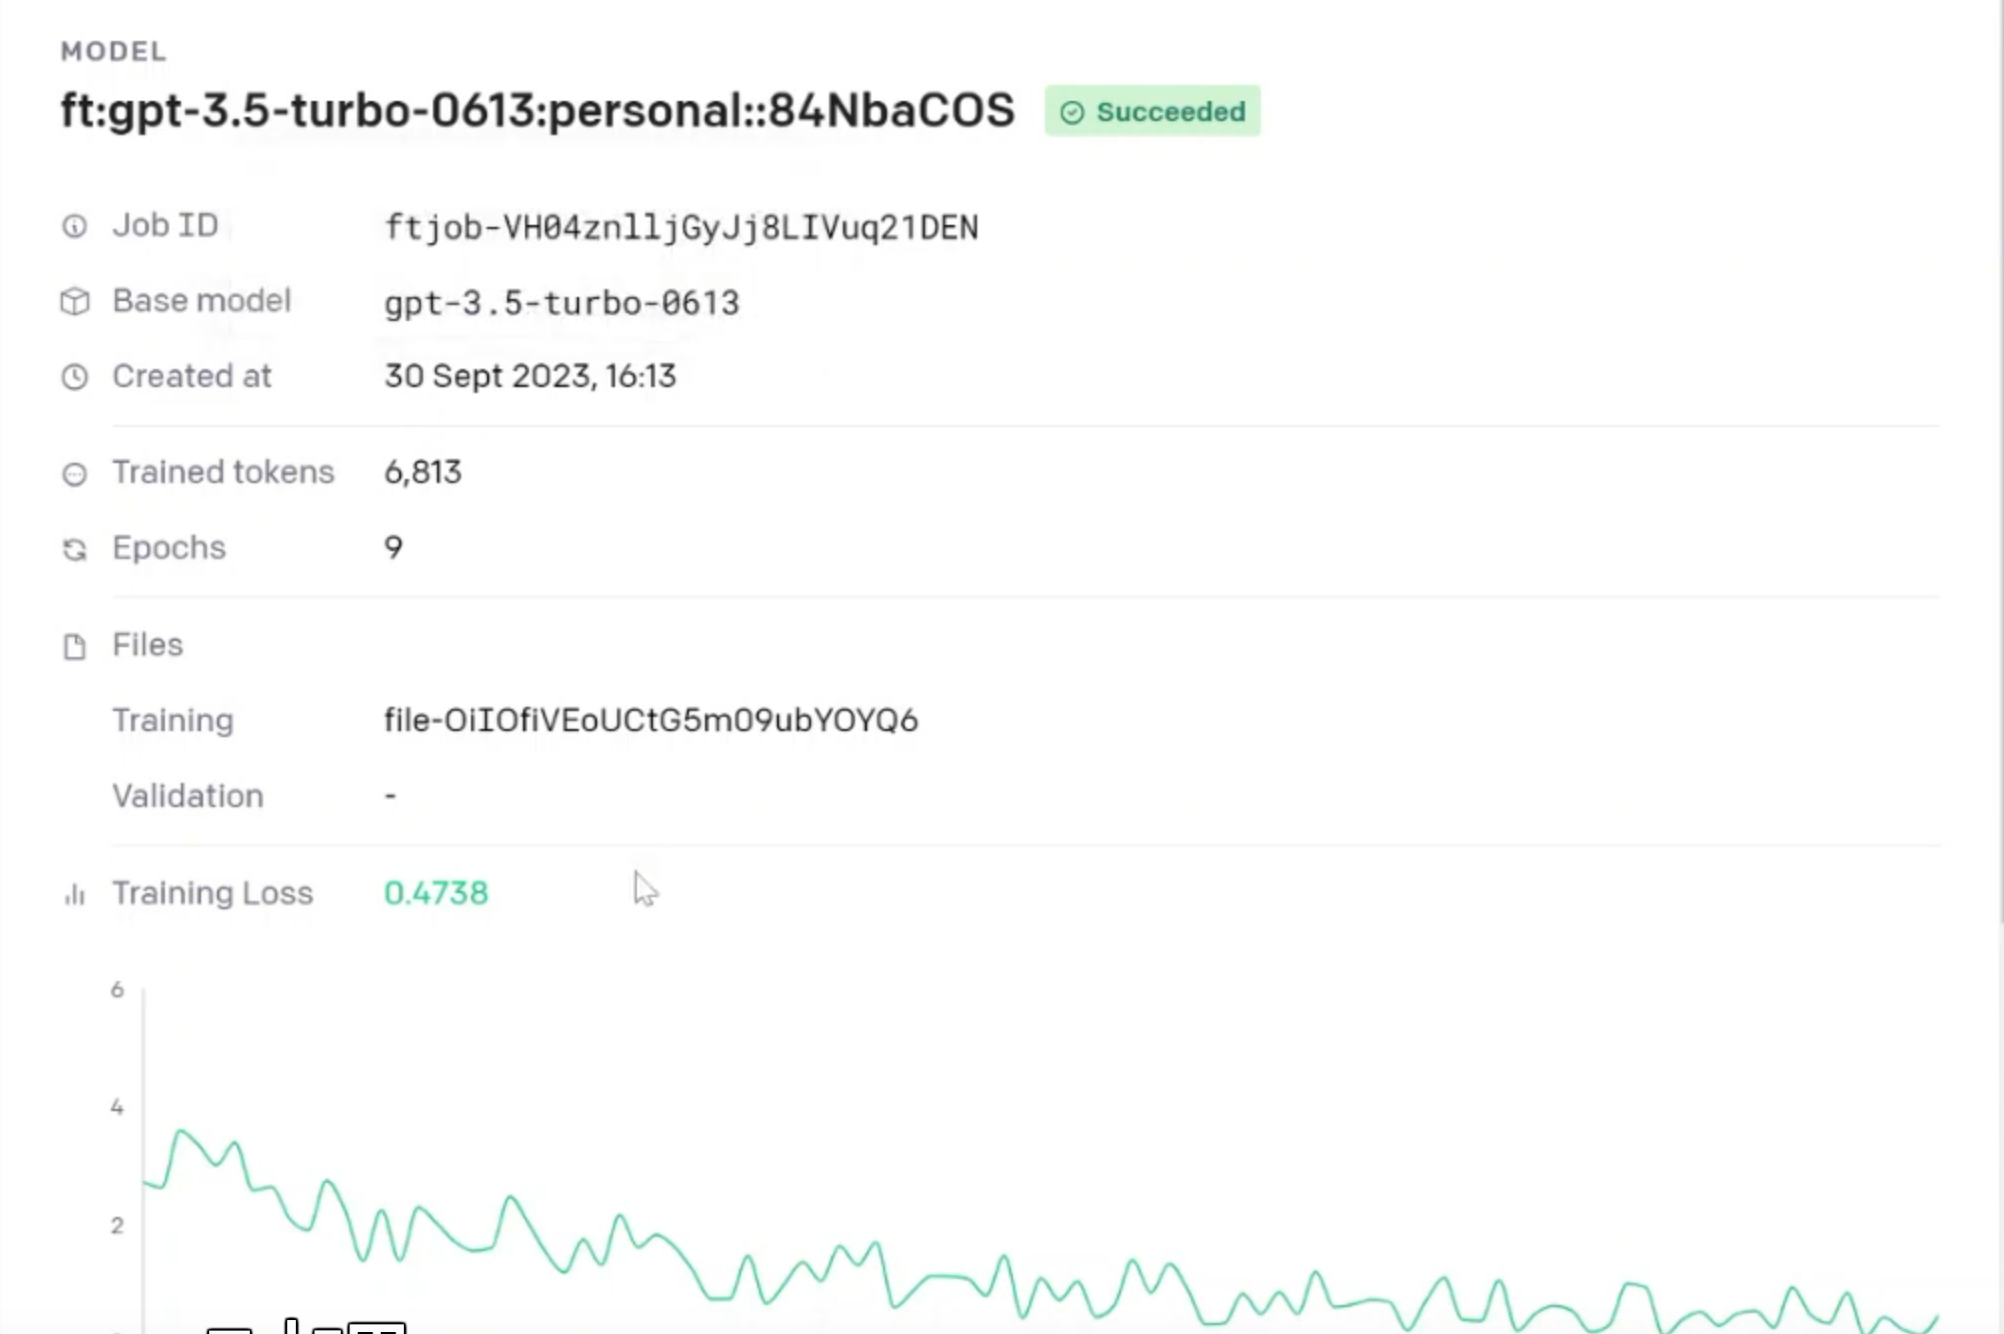 MODEL
ft:gpt-3.5-turbo-0613:personal::84NbaCOS Succeeded
Job ID ftjob-VH04znlljGyJj8LIVuq21DEN
Base model gpt-3.5-turbo-0613
Created at 30 Sept 2023, 16:13
Trained tokens 6,813
Epochs 9
Files
Training file-OiIOfiVEoUCtG5m09ubYOYQ6
Validation -
Training Loss 0.4738
6
4
2